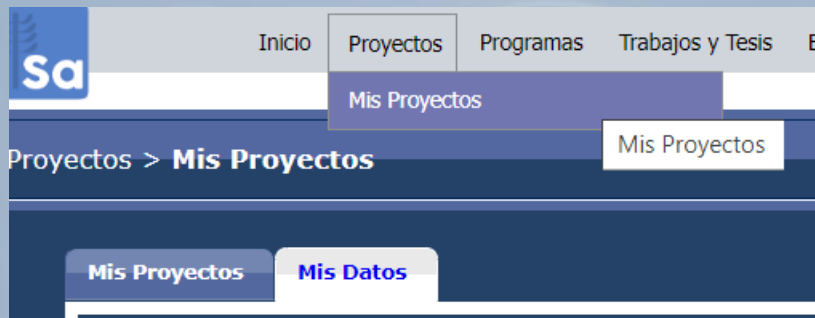 Sa
Inicio Proyectos Programas Trabajos y Tesis
Mis Proyectos
Mis Proyectos
Proyectos > Mis Proyectos
Mis Proyectos Mis Datos